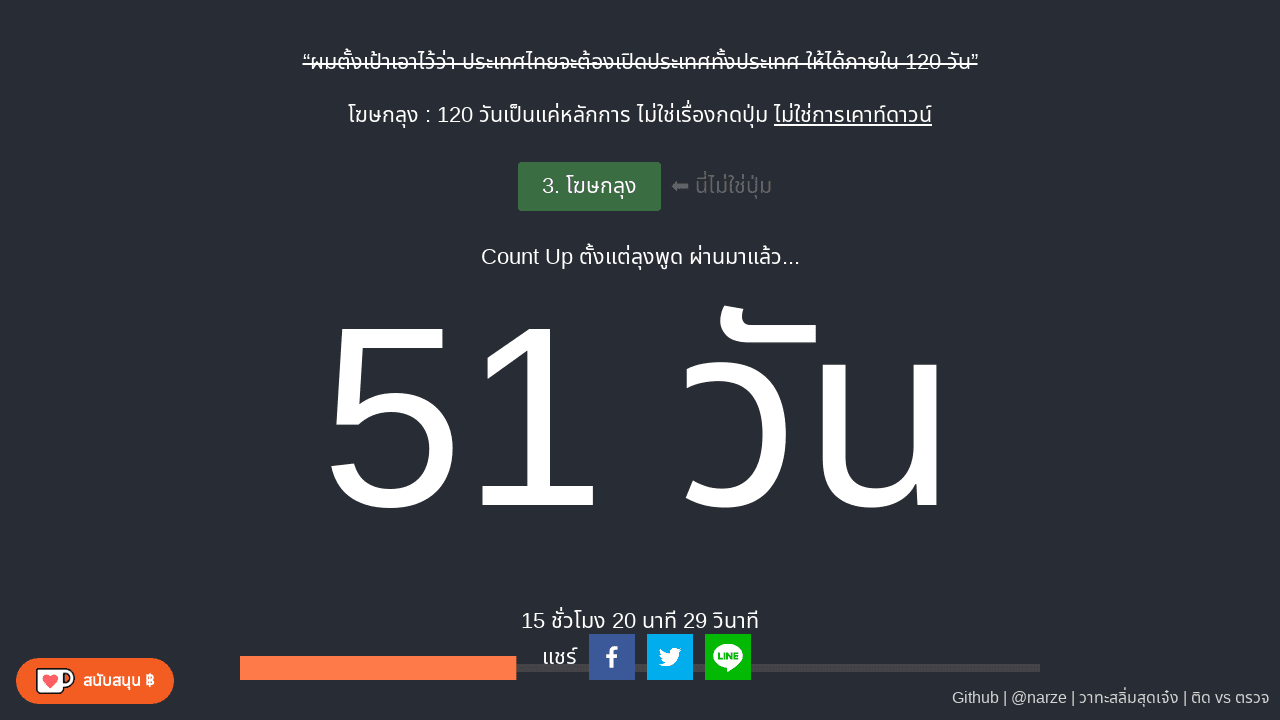 “ผมตั้งเป้าเอาไว้ว่า ประเทศไทยจะต้องเปิดประเทศทั้งประเทศ ให้ได้ภายใน 120 วัน”
โฆษกลุง : 120 วันเป็นแค่หลักการ ไม่ใช่เรื่องกดปุ่ม ไม่ใช่การเคาท์ดาวน์
3. โฆษกลุง ⬅ นี่ไม่ใช่ปุ่ม
Count Up ตั้งแต่ลุงพูด ผ่านมาแล้ว...
51 วัน
15 ชั่วโมง 20 นาที 29 วินาที
แชร์
LINE
สนับสนุน ฿
Github | @narze | วาทะสลิ่มสุดเจ๋ง | ติด vs ตรวจ